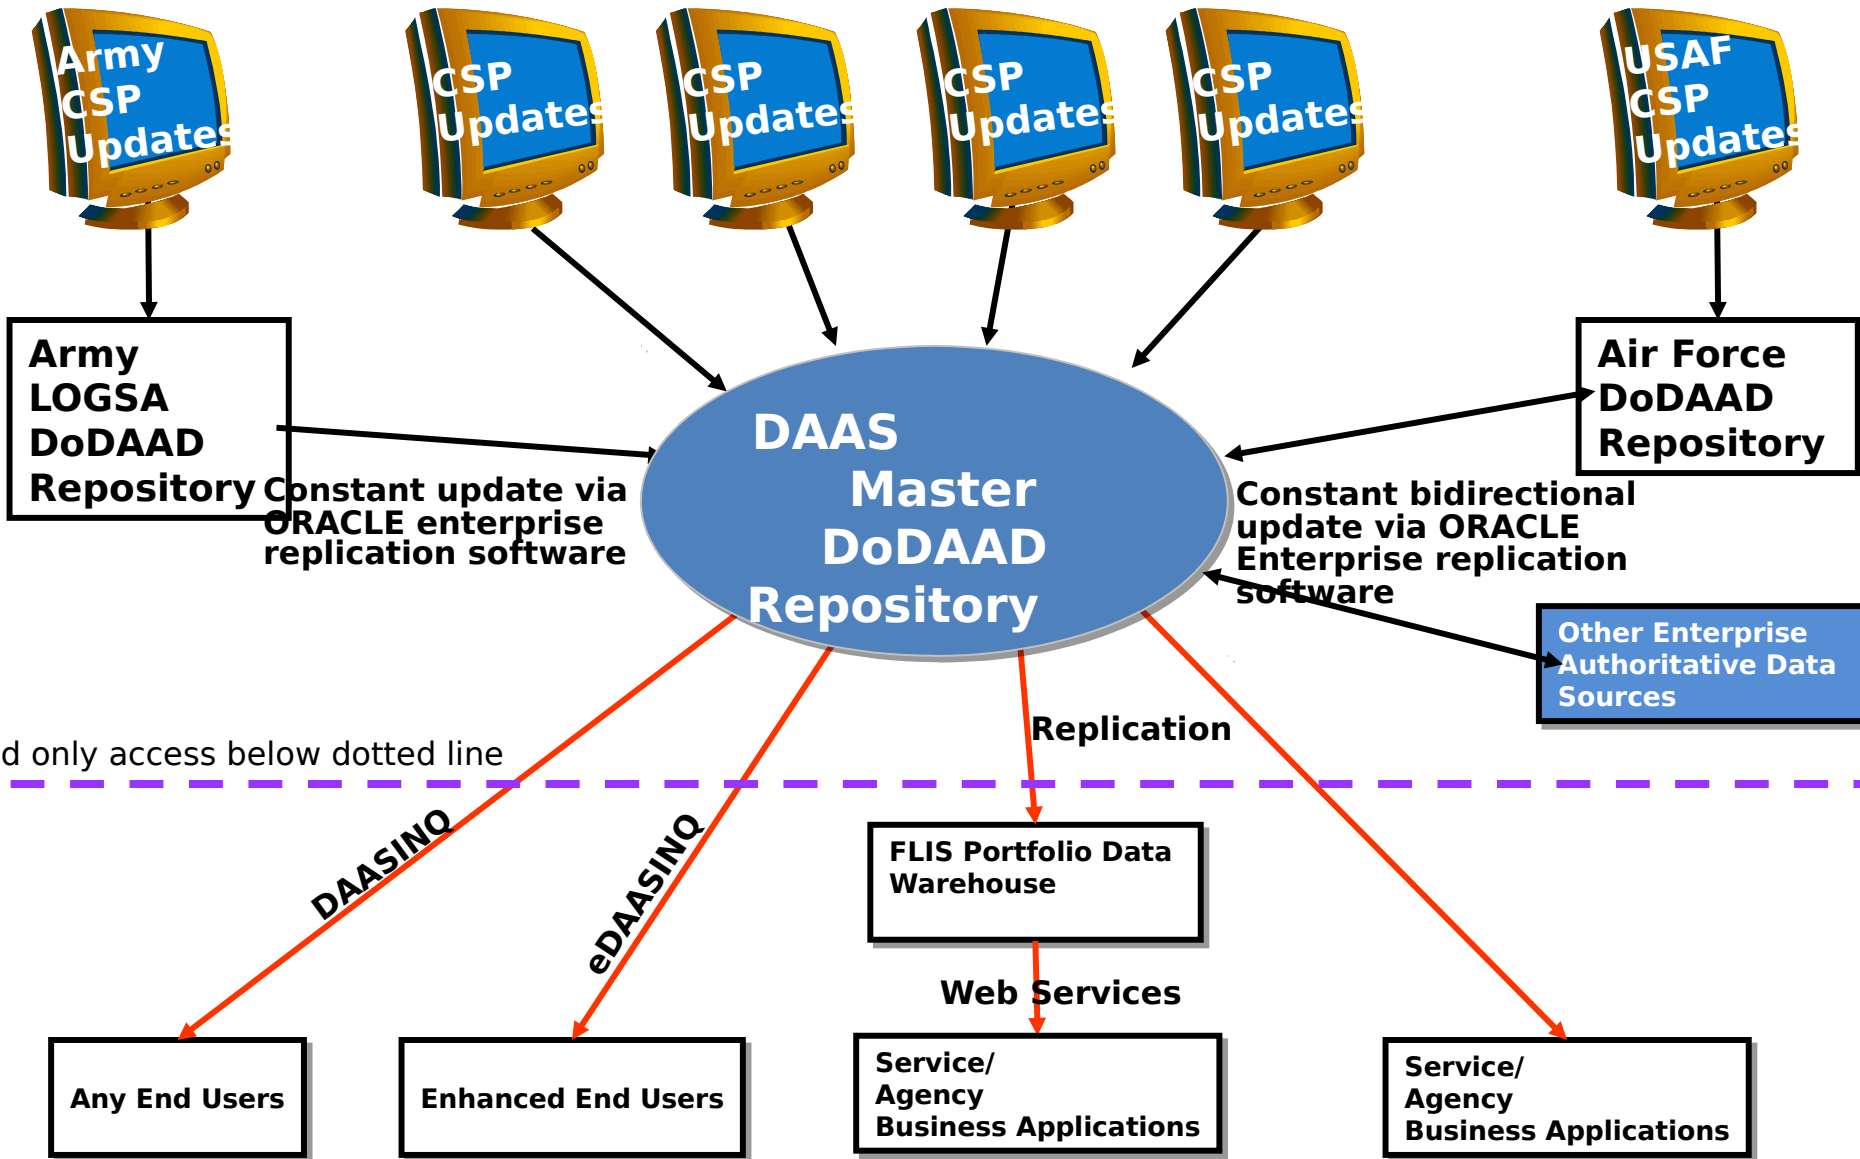 Army
CSP
Updates
CSP
Updates
CSP
Updates
CSP
Updates
CSP
Updates
USAF
CSP
Updates
Army
LOGSA
DoDAAD
Repository
Constant update via
ORACLE enterprise
replication software
DAAS
Master
DoDAAD
Repository
Air Force
DoDAAD
Repository
Constant bidirectional
update via ORACLE
Enterprise replication
software
Other Enterprise
Authoritative Data
Sources
Replication
d only access below dotted line
DAASINQ
eDAASINQ
FLIS Portfolio Data
Warehouse
Web Services
Any End Users
Enhanced End Users
Service/
Agency
Business Applications
Service/
Agency
Business Applications